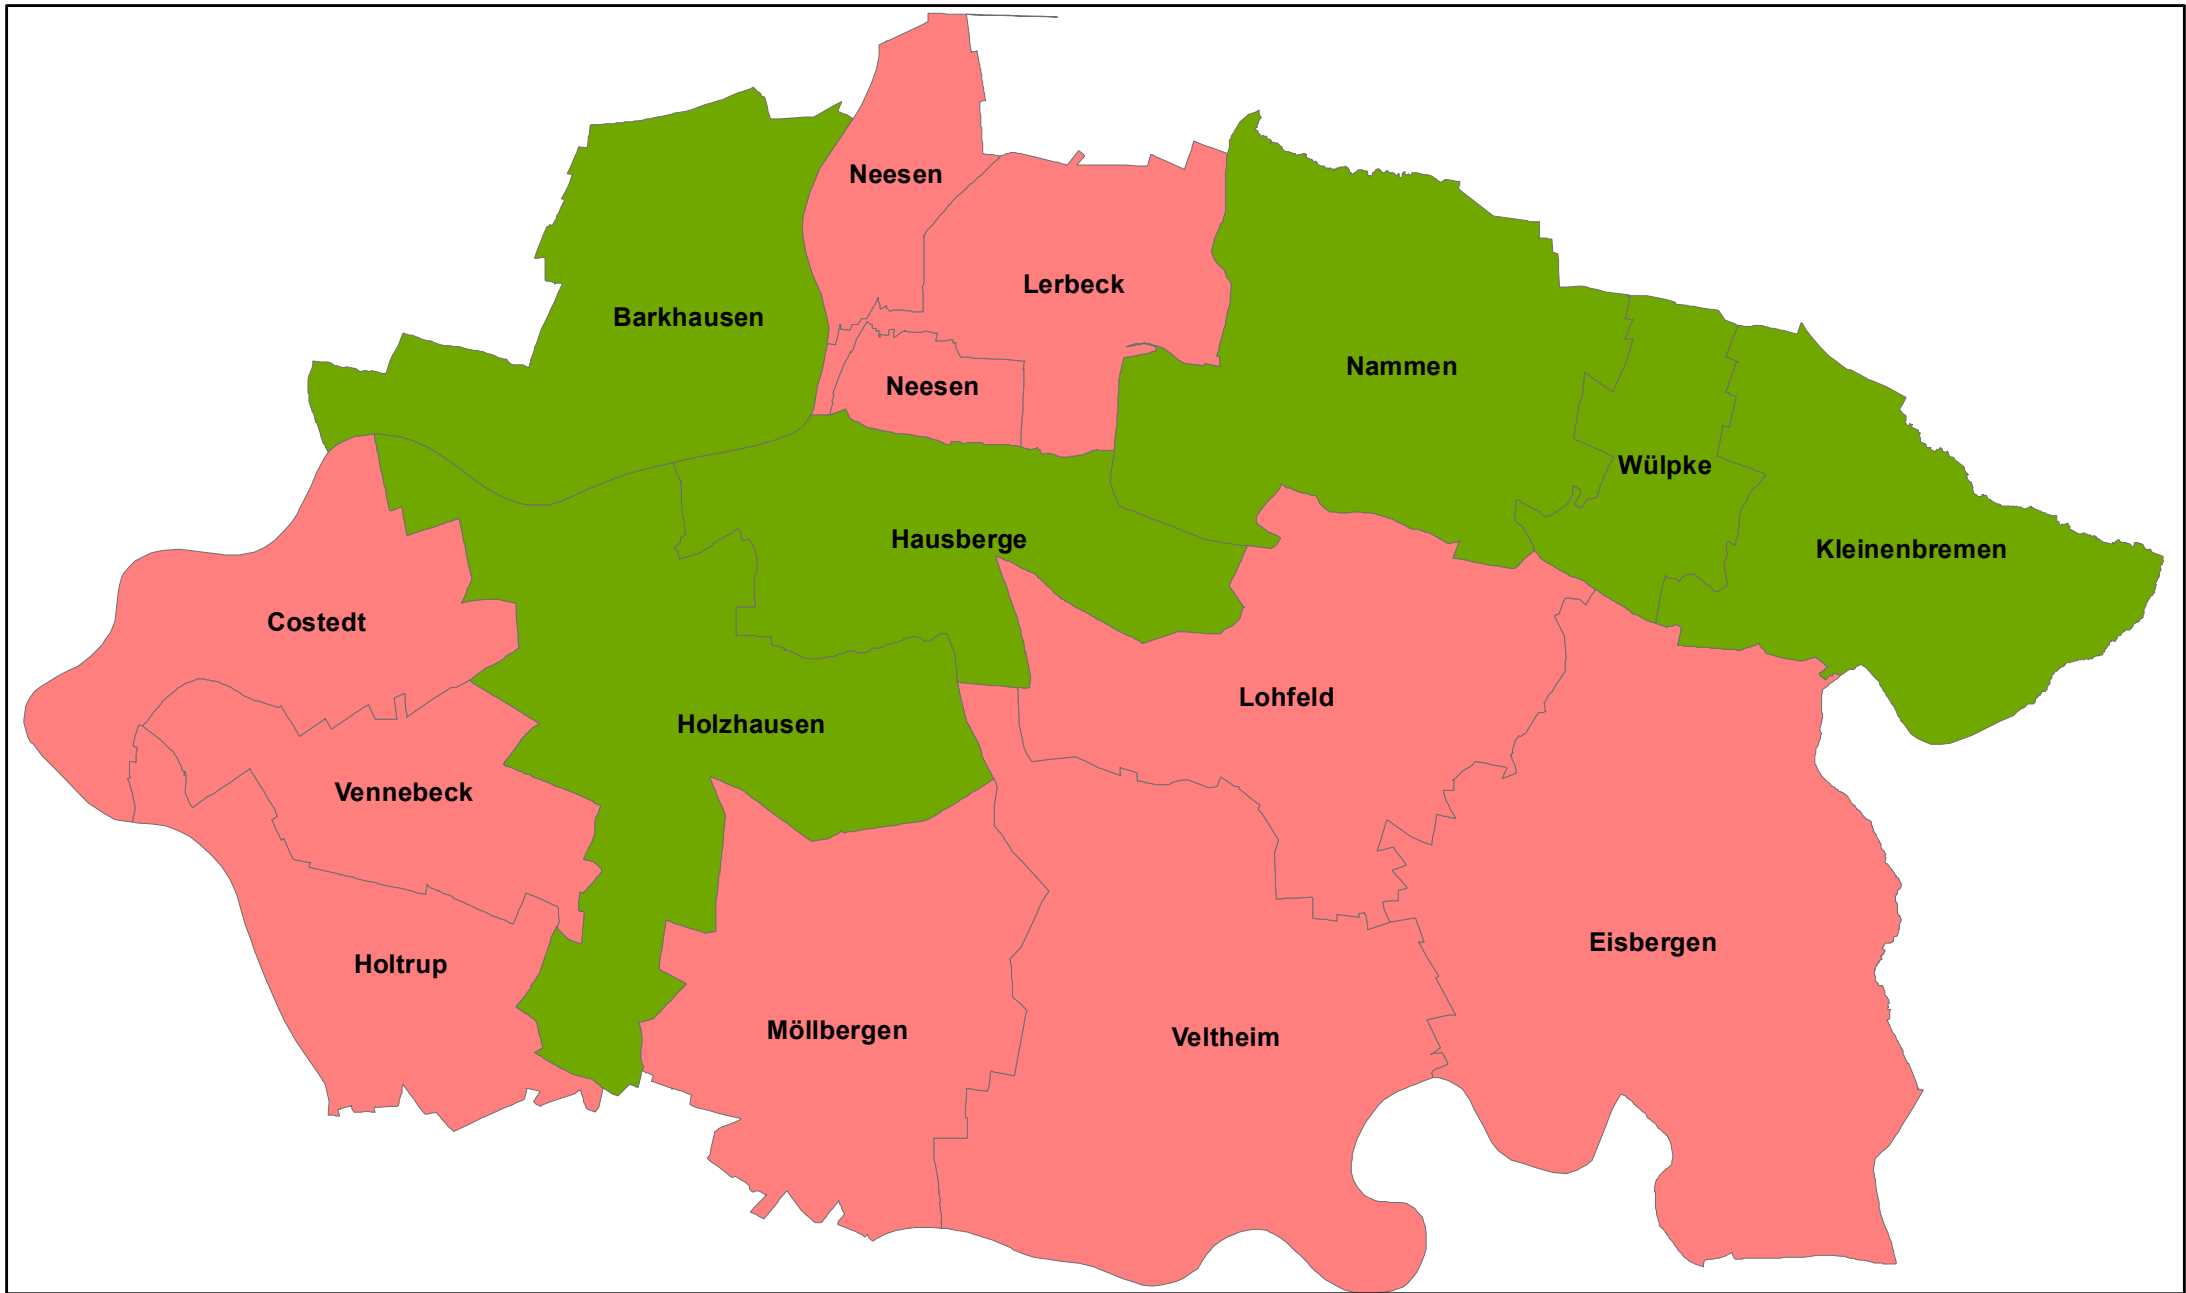 Neesen
Lerbeck
Barkhausen
Nammen
Neesen
Wülpke
Hausberge
Kleinenbremen
Costedt
Lohfeld
Holzhausen
Vennebeck
Eisbergen
Holtrup
Möllbergen
Veltheim